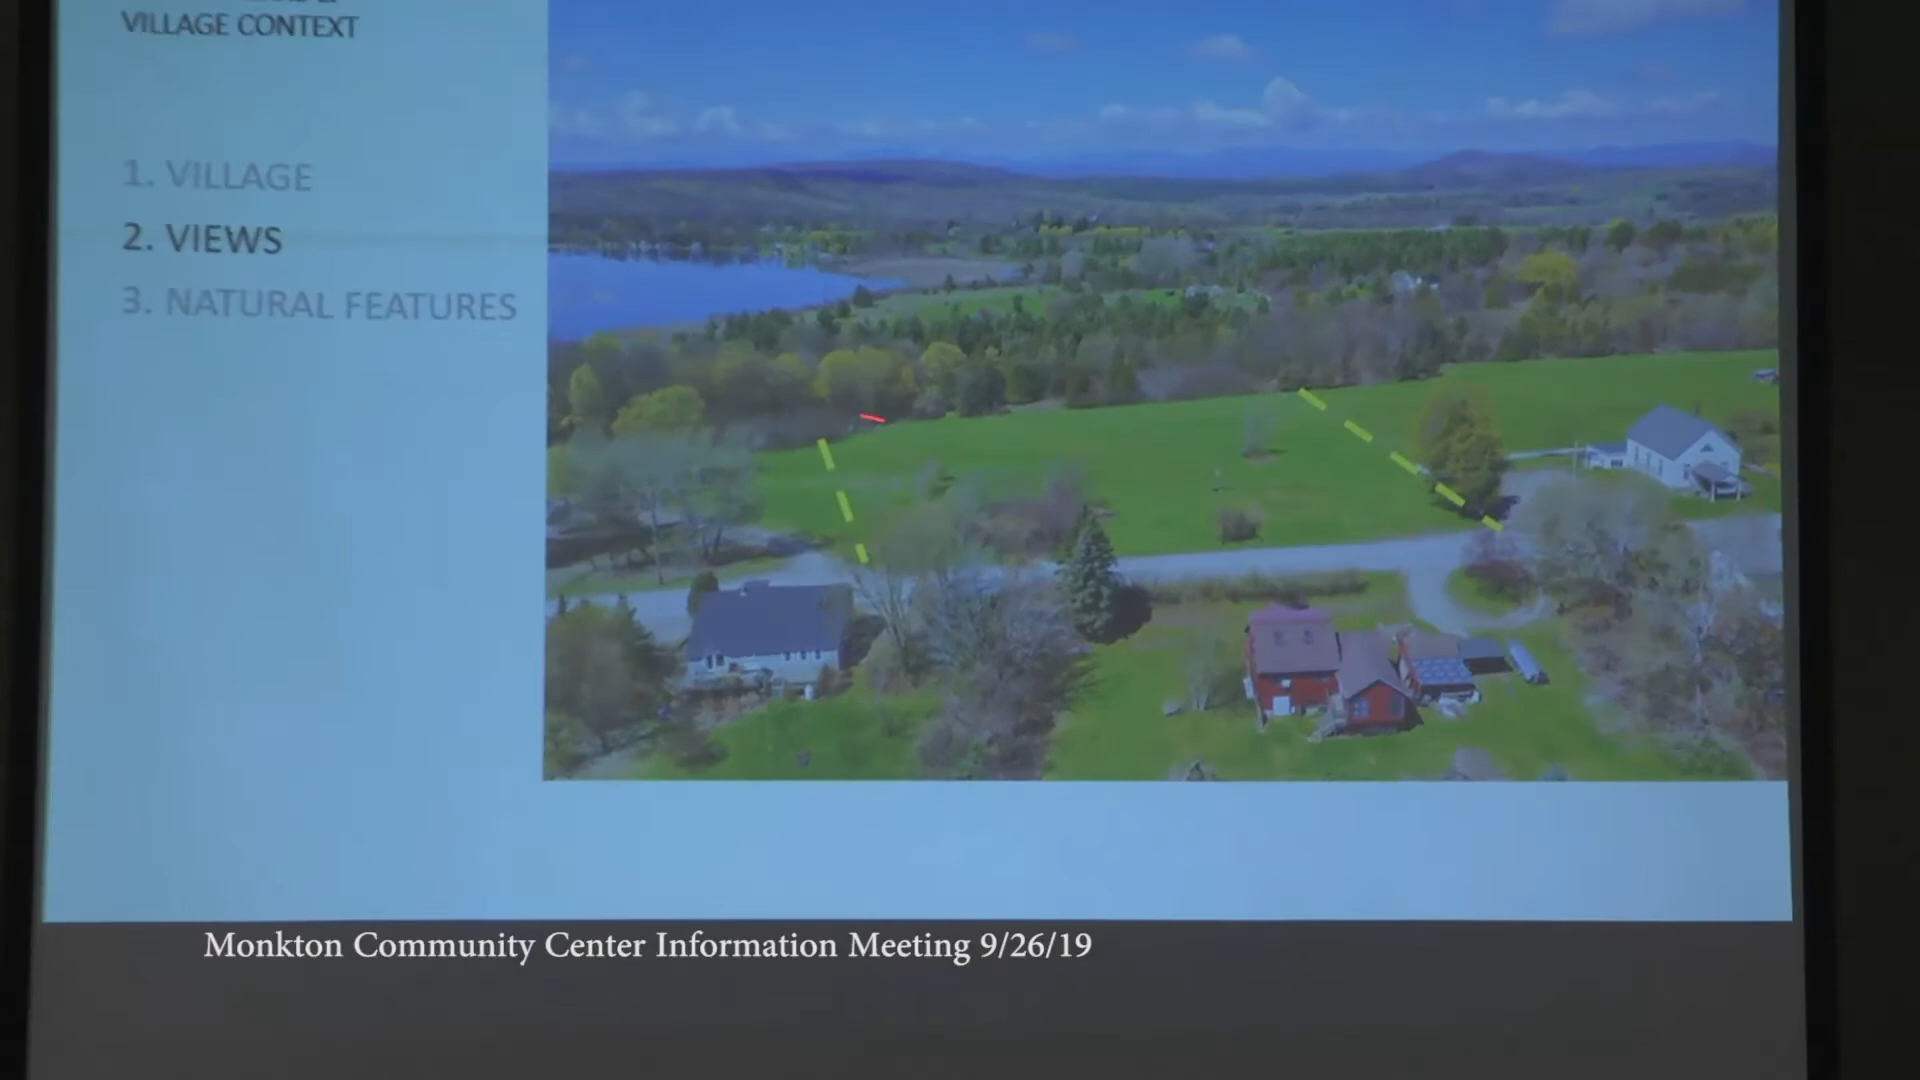 VILLAGE CONTEXT
1. VILLAGE
2. VIEWS
3. NATURAL FEATURES
Monkton Community Center Information Meeting 9/26/19